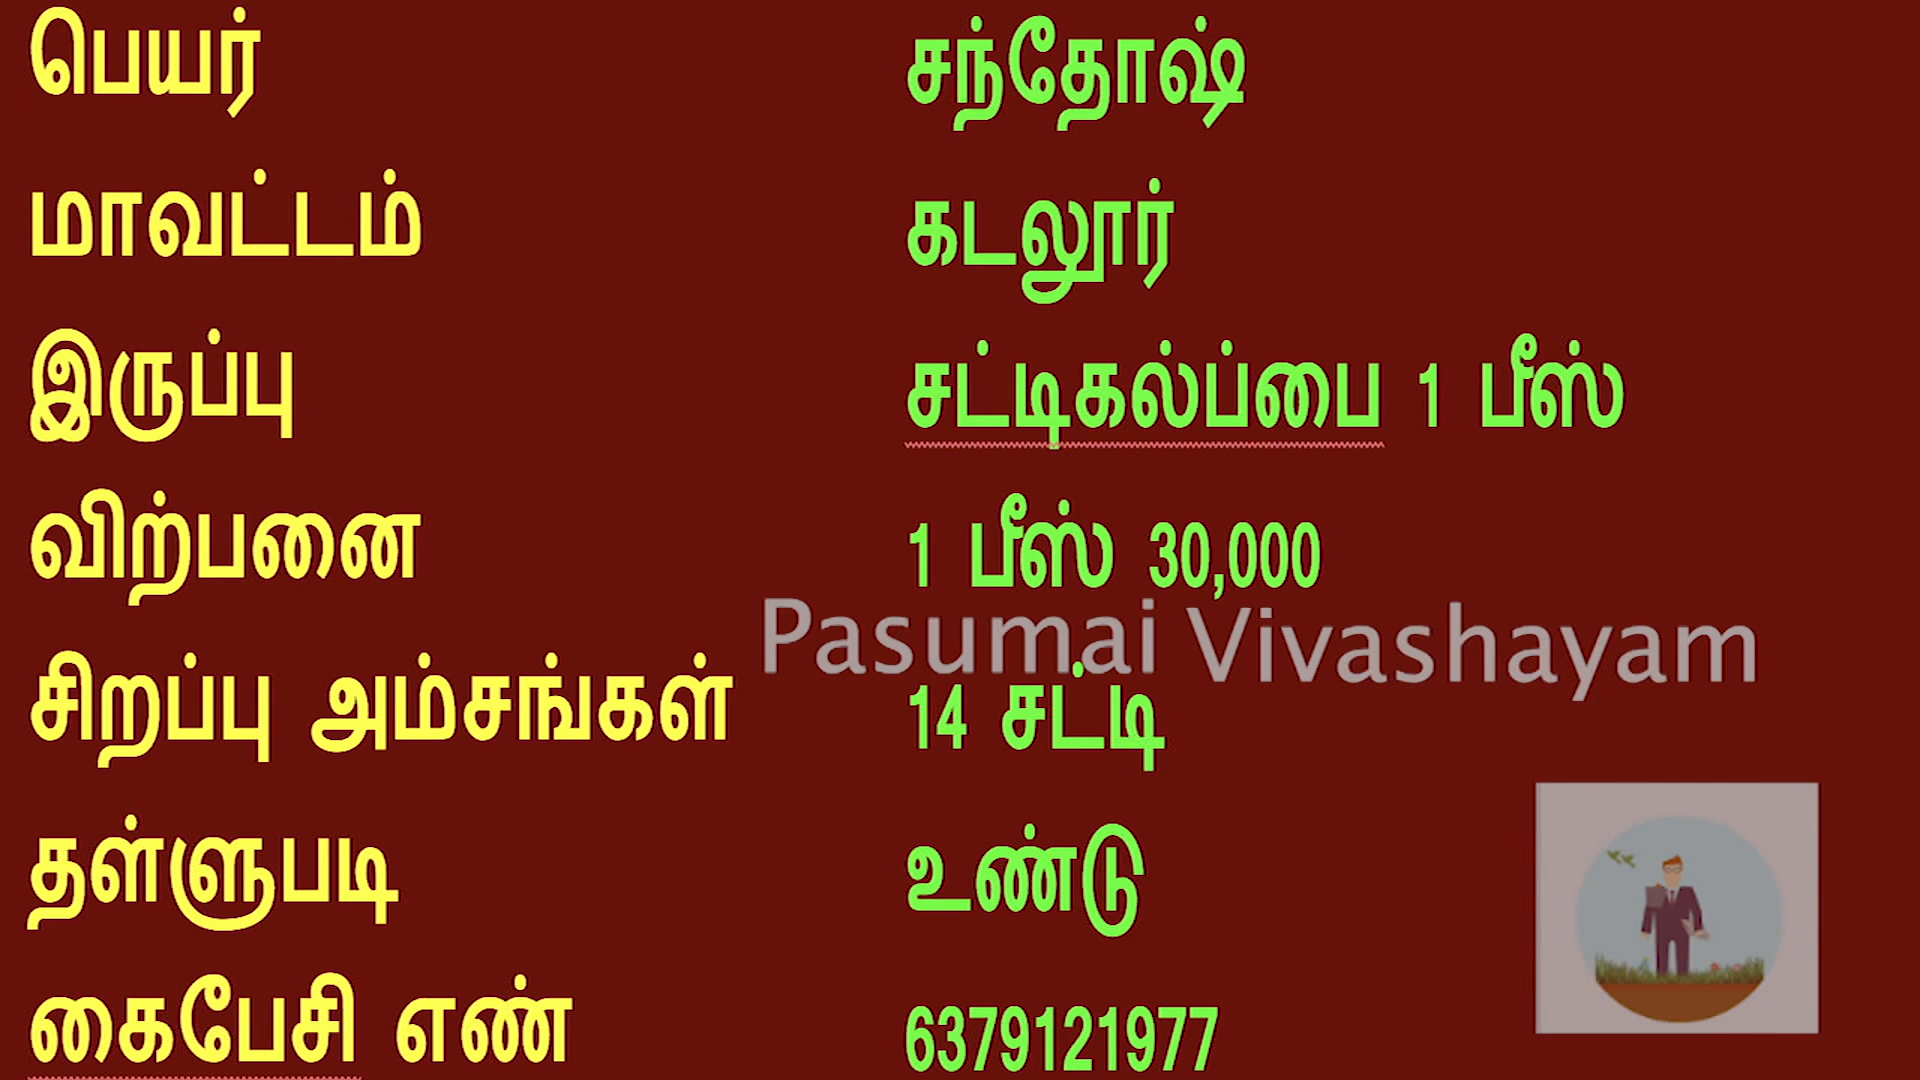 பெயர் சந்தோஷ்
மாவட்டம் கடலூர்
இருப்பு சட்டிகல்ப்பை 1 பீஸ்
விற்பனை 1 பீஸ் 30,000
Pasumai Vivashayam
சிறப்பு அம்சங்கள் 14 சட்டி
தள்ளுபடி உண்டு
கைபேசி எண் 6379121977